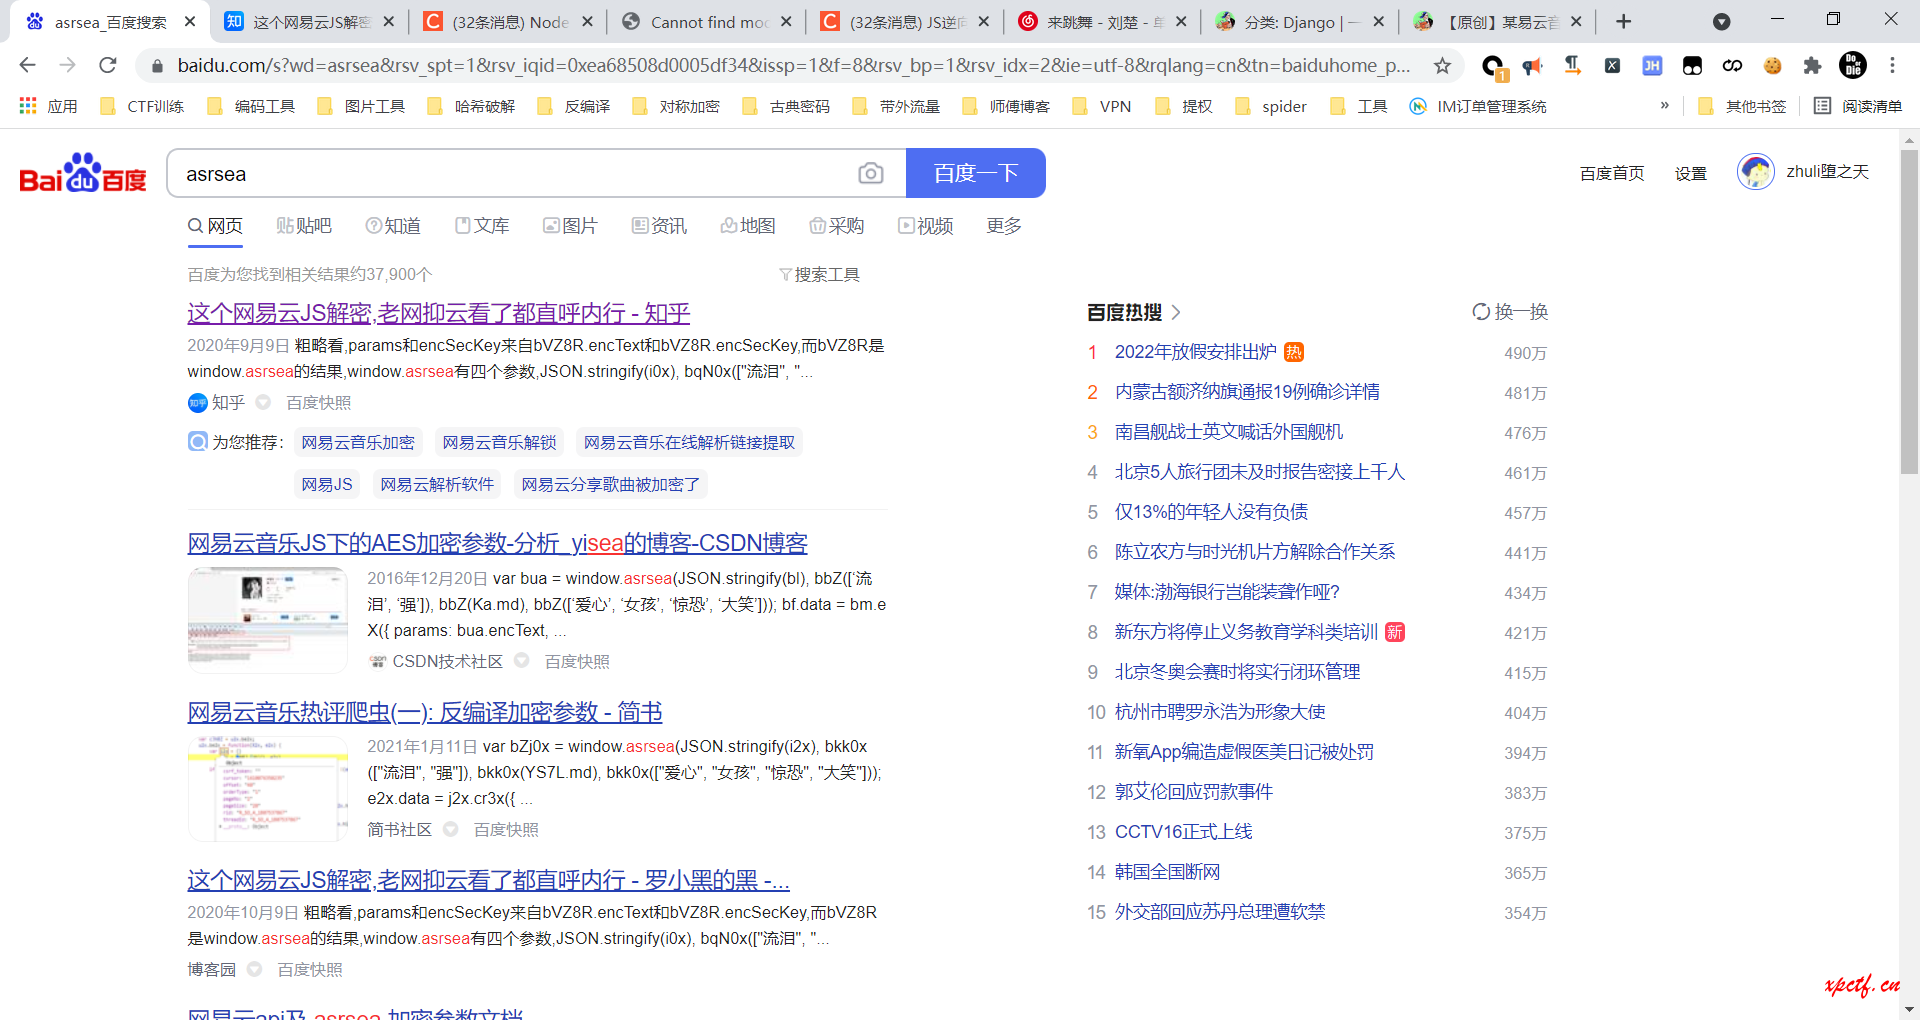 asrsea_百度搜索
这个网易云JS解密
(32条消息) Node
Cannot find mod
(32条消息) JS逆向
来跳舞 - 刘楚 - 单
分类: Django | 一
【原创】某易云音
baidu.com/s?wd=asrsea&rsv_spt=1&rsv_iqid=0xea68508d0005df34&issp=1&f=8&rsv_bp=1&rsv_idx=2&ie=utf-8&rqlang=cn&tn=baiduhome_p...
应用 CTF训练 编码工具 图片工具 哈希破解 反编译 对称加密 古典密码 带外流量 师傅博客 VPN 提权 spider 工具 IM订单管理系统 » 其他书签 阅读清单
Bai du 百度
asrsea
百度一下
百度首页 设置 zhuli堕之天
网页 贴吧 知道 文库 图片 资讯 地图 采购 视频 更多
百度为您找到相关结果约37,900个
搜索工具
这个网易云JS解密,老网抑云看了都直呼内行 - 知乎
2020年9月9日 粗略看,params和encSecKey来自bVZ8R.encText和bVZ8R.encSecKey,而bVZ8R是
window.asrsea的结果,window.asrsea有四个参数,JSON.stringify(i0x), bqN0x(["流泪", "...
知乎 百度快照
为您推荐: 网易云音乐加密 网易云音乐解锁 网易云音乐在线解析链接提取
网易JS 网易云解析软件 网易云分享歌曲被加密了
网易云音乐JS下的AES加密参数-分析_yisea的博客-CSDN博客
2016年12月20日 var bua = window.asrsea(JSON.stringify(bl), bbZ(['流
泪', '强']), bbZ(Ka.md), bbZ(['爱心', '女孩', '惊恐', '大笑'])); bf.data = bm.e
X({ params: bua.encText, ...
CSDN技术社区 百度快照
网易云音乐热评爬虫(一): 反编译加密参数 - 简书
2021年1月11日 var bZj0x = window.asrsea(JSON.stringify(i2x), bkk0x
(["流泪", "强"]), bkk0x(YS7L.md), bkk0x(["爱心", "女孩", "惊恐", "大笑"]));
e2x.data = j2x.cr3x({ ...
简书社区 百度快照
这个网易云JS解密,老网抑云看了都直呼内行 - 罗小黑的黑 -...
2020年10月9日 粗略看,params和encSecKey来自bVZ8R.encText和bVZ8R.encSecKey,而bVZ8R
是window.asrsea的结果,window.asrsea有四个参数,JSON.stringify(i0x), bqN0x(["流泪", "...
博客园 百度快照
网易云api及 asrsea 加密参数文档
百度热搜 换一换
1 2022年放假安排出炉 热 490万
2 内蒙古额济纳旗通报19例确诊详情 481万
3 南昌舰战士英文喊话外国舰机 476万
4 北京5人旅行团未及时报告密接上千人 461万
5 仅13%的年轻人没有负债 457万
6 陈立农方与时光机片方解除合作关系 441万
7 媒体:渤海银行岂能装聋作哑? 434万
8 新东方将停止义务教育学科类培训 新 421万
9 北京冬奥会赛时将实行闭环管理 415万
10 杭州市聘罗永浩为形象大使 404万
11 新氧App编造虚假医美日记被处罚 394万
12 郭艾伦回应罚款事件 383万
13 CCTV16正式上线 375万
14 韩国全国断网 365万
15 外交部回应苏丹总理遭软禁 354万
xpctf.cn